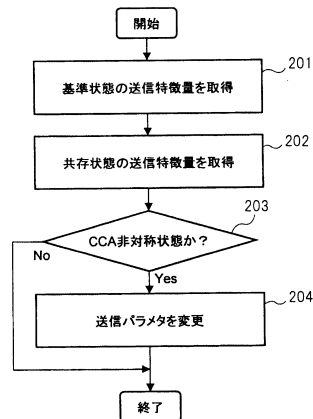 開始
201
基準状態の送信特徴量を取得
202
共存状態の送信特徴量を取得
203
CCA非対称状態か？
No
Yes
204
送信パラメタを変更
終了